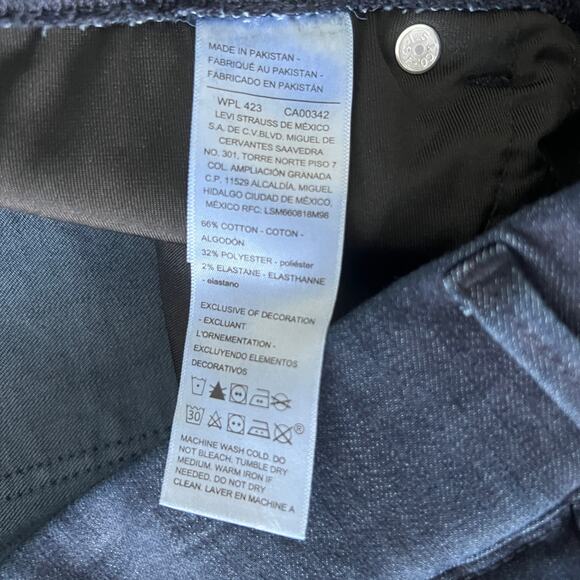 MADE IN PAKISTAN -
FABRIQUÉ AU PAKISTAN -
FABRICADO EN PAKISTÁN
WPL 423 CA00342
LEVI STRAUSS DE MÉXICO
S.A. DE C.V.BLVD. MIGUEL DE
CERVANTES SAAVEDRA
NO. 301, TORRE NORTE PISO 7
COL. AMPLIACIÓN GRANADA
C.P. 11529 ALCALDÍA. MIGUEL
HIDALGO CIUDAD DE MÉXICO,
MÉXICO RFC: LSM660818M98
66% COTTON - COTON -
ALGODÓN
32% POLYESTER - poliéster
2% ELASTANE - ELASTHANNE
- elastano
EXCLUSIVE OF DECORATION
- EXCLUANT
L'ORNEMENTATION -
EXCLUYENDO ELEMENTOS
DECORATIVOS
30 ®
MACHINE WASH COLD. DO
NOT BLEACH. TUMBLE DRY
MEDIUM. WARM IRON IF
NEEDED. DO NOT DRY
CLEAN. LAVER EN MACHINE A